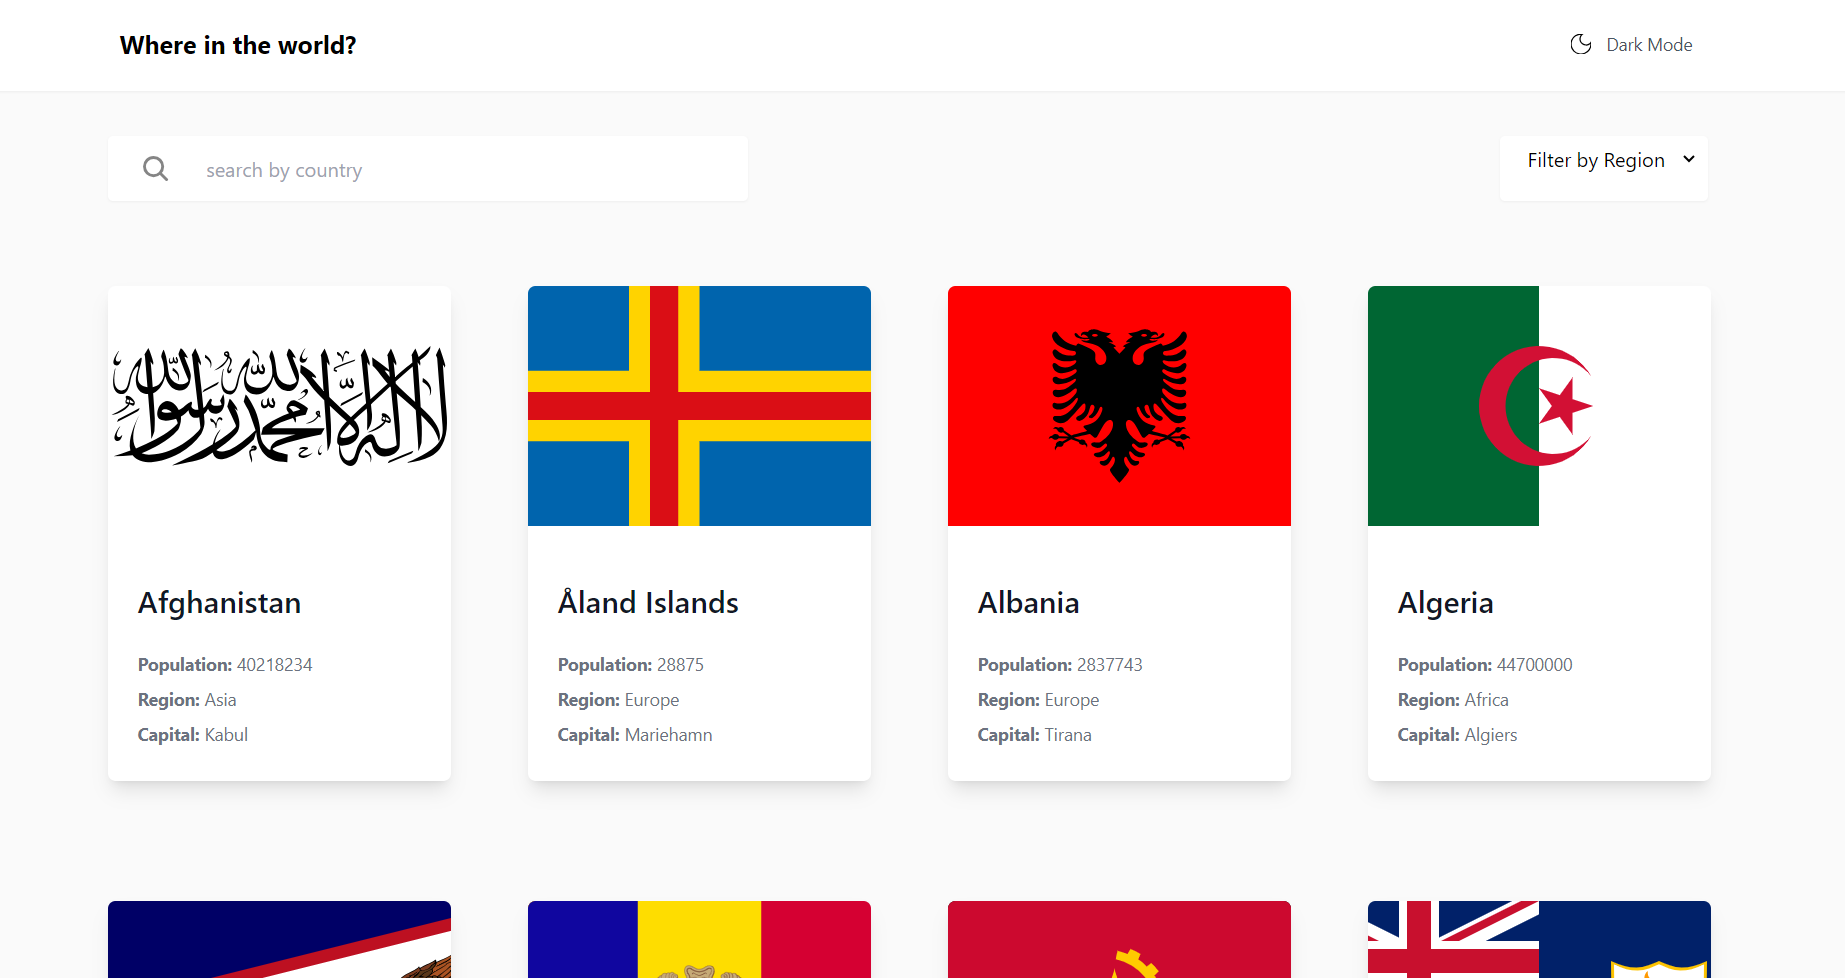 Where in the world?
Dark Mode
search by country
Filter by Region
لا إله إلا الله محمد رسول الله
Afghanistan
Population: 40218234
Region: Asia
Capital: Kabul
Åland Islands
Population: 28875
Region: Europe
Capital: Mariehamn
Albania
Population: 2837743
Region: Europe
Capital: Tirana
Algeria
Population: 44700000
Region: Africa
Capital: Algiers